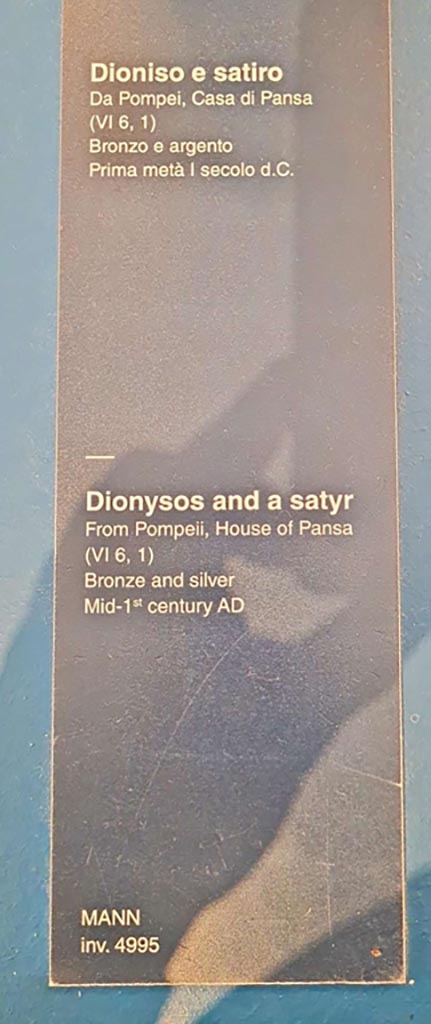 Dioniso e satiro
Da Pompei, Casa di Pansa
(VI 6, 1)
Bronzo e argento
Prima metà I secolo d.C.
Dionysos and a satyr
From Pompeii, House of Pansa
(VI 6, 1)
Bronze and silver
Mid-1st century AD
MANN
inv. 4995